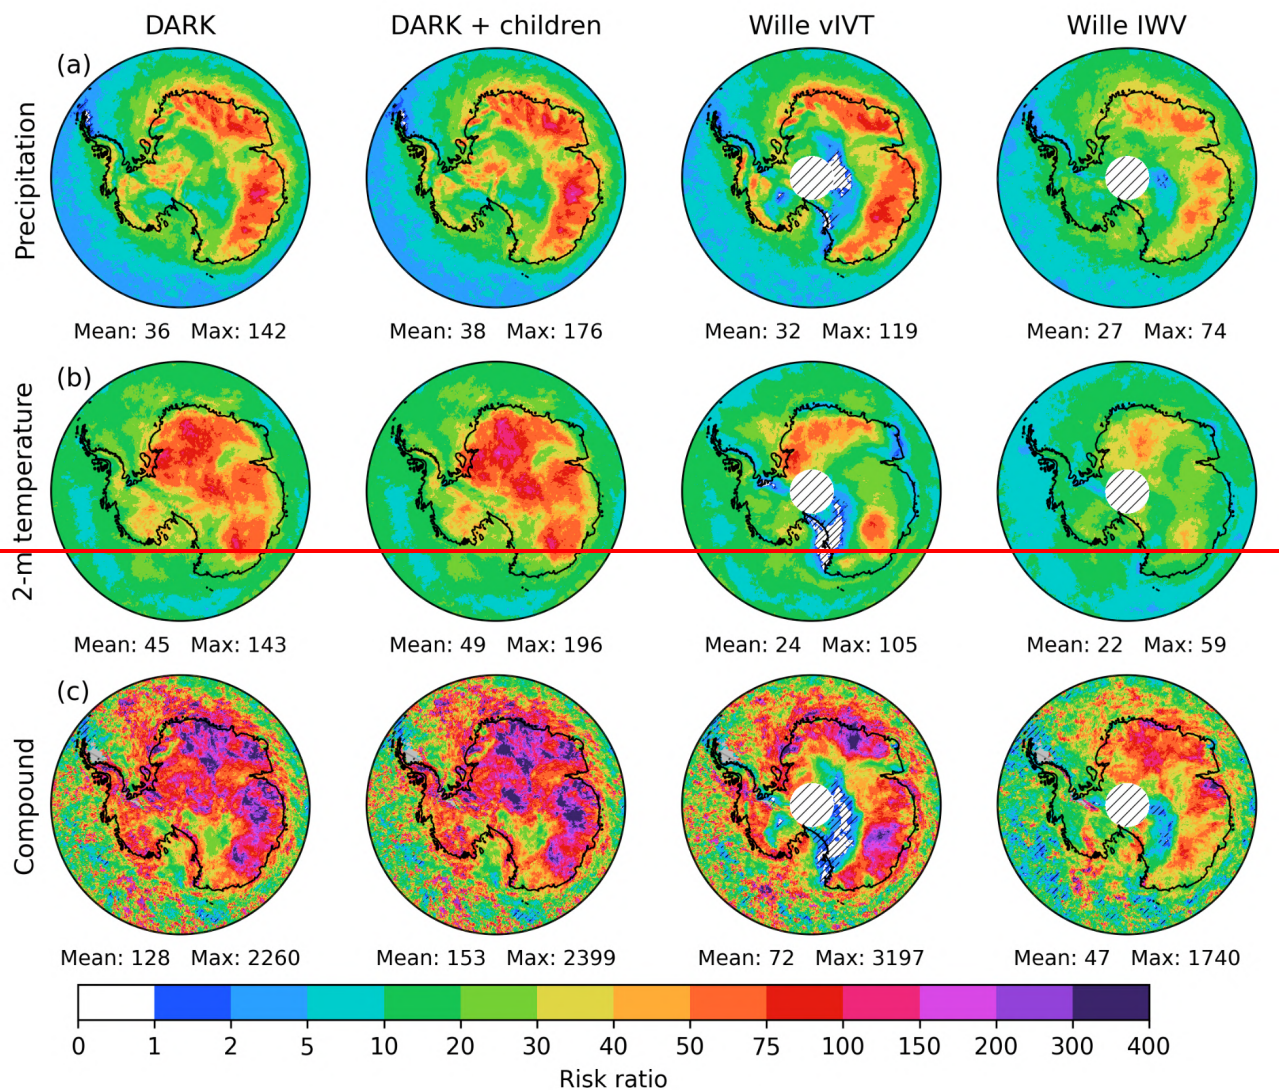 DARK DARK + children Wille vIVT Wille IWV
(a)
Precipitation
Mean: 36 Max: 142 Mean: 38 Max: 176 Mean: 32 Max: 119 Mean: 27 Max: 74
(b)
2-m temperature
Mean: 45 Max: 143 Mean: 49 Max: 196 Mean: 24 Max: 105 Mean: 22 Max: 59
(c)
Compound
Mean: 128 Max: 2260 Mean: 153 Max: 2399 Mean: 72 Max: 3197 Mean: 47 Max: 1740
0 1 2 5 10 20 30 40 50 75 100 150 200 300 400
Risk ratio